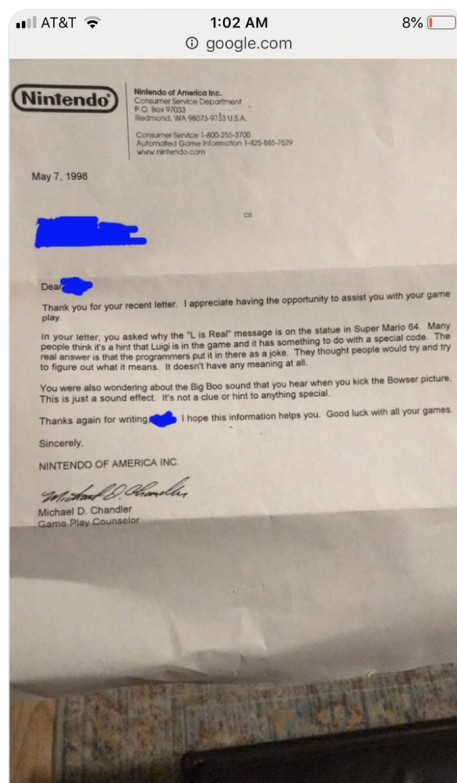 AT&T 1:02 AM 8%
google.com
Nintendo®
Nintendo of America Inc.
Consumer Service Department
P.O. Box 97033
Redmond, WA 98073-9733 U.S.A.
Consumer Service 1-800-255-3700
Automated Game Information 1-425-885-7529
www.nintendo.com
May 7, 1998
CS
Dear
Thank you for your recent letter. I appreciate having the opportunity to assist you with your game
play.
In your letter, you asked why the "L is Real" message is on the statue in Super Mario 64. Many
people think it's a hint that Luigi is in the game and it has something to do with a special code. The
real answer is that the programmers put it in there as a joke. They thought people would try and try
to figure out what it means. It doesn't have any meaning at all.
You were also wondering about the Big Boo sound that you hear when you kick the Bowser picture.
This is just a sound effect. It's not a clue or hint to anything special.
Thanks again for writing, I hope this information helps you. Good luck with all your games.
Sincerely,
NINTENDO OF AMERICA INC.
Michael D. Chandler
Michael D. Chandler
Game Play Counselor